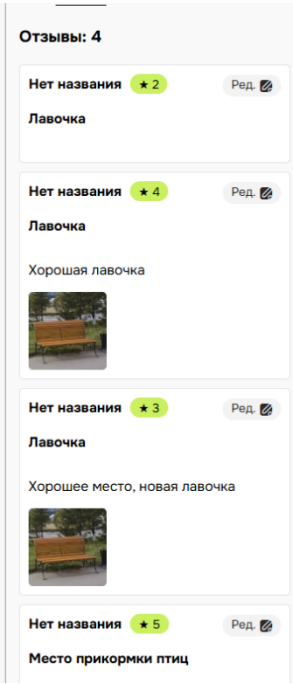 Отзывы: 4
Нет названия ★ 2 Ред.
Лавочка
Нет названия ★ 4 Ред.
Лавочка
Хорошая лавочка
Нет названия ★ 3 Ред.
Лавочка
Хорошее место, новая лавочка
Нет названия ★ 5 Ред.
Место прикормки птиц